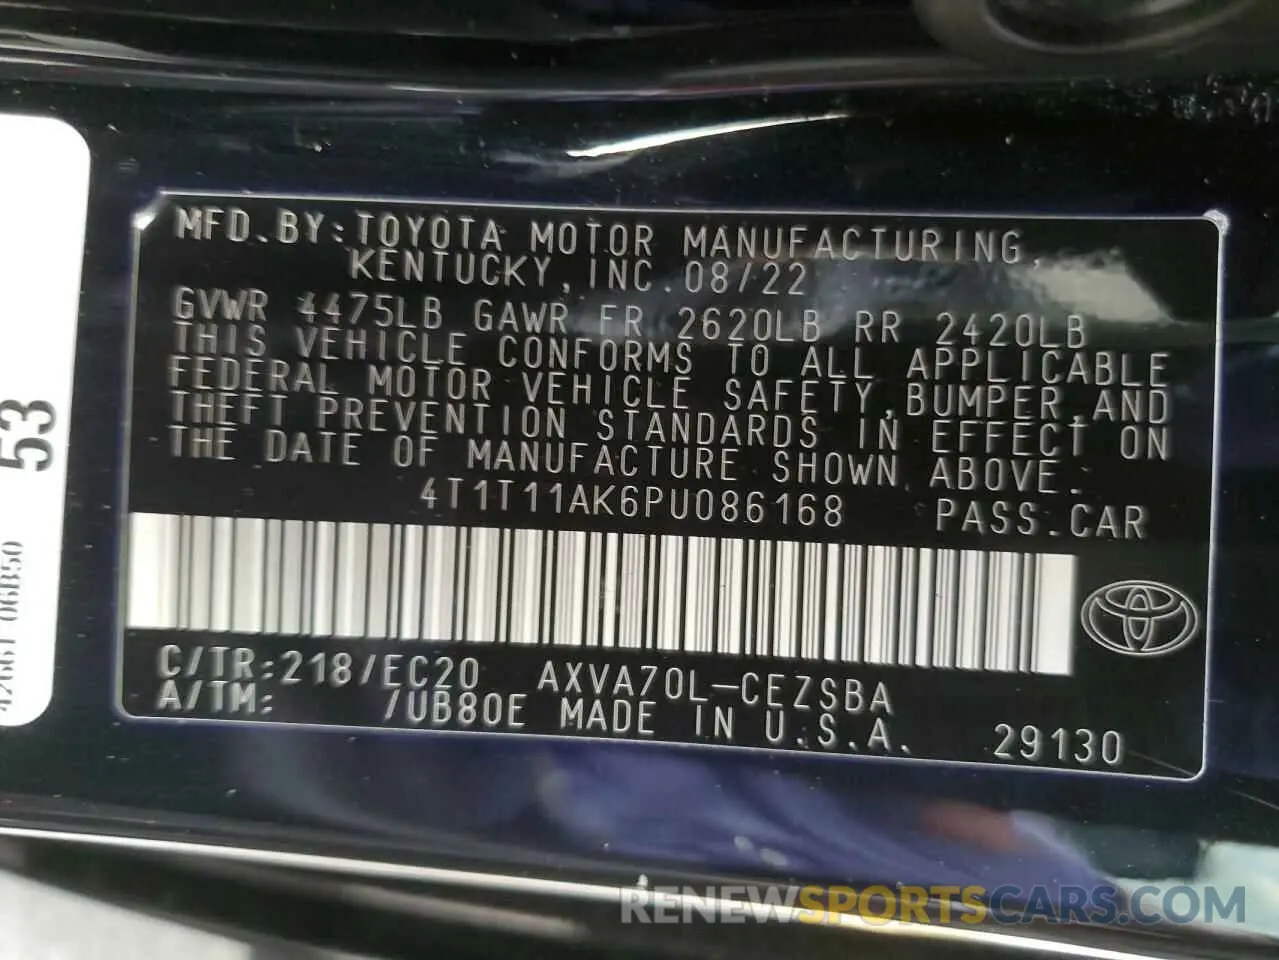 MFD. BY: TOYOTA MOTOR MANUFACTURING,
KENTUCKY, INC. 08/22
GVWR 4475LB GAWR FR 2620LB RR 2420LB
THIS VEHICLE CONFORMS TO ALL APPLICABLE
FEDERAL MOTOR VEHICLE SAFETY, BUMPER, AND
THEFT PREVENTION STANDARDS IN EFFECT ON
THE DATE OF MANUFACTURE SHOWN ABOVE.
4T1T11AK6PU086168 PASS. CAR
C/TR: 218/EC20 AXVA70L-CEZSBA
A/TM: /UB80E MADE IN U.S.A. 29130
53
42661 06B50
RENEWSPORTSCARS.COM